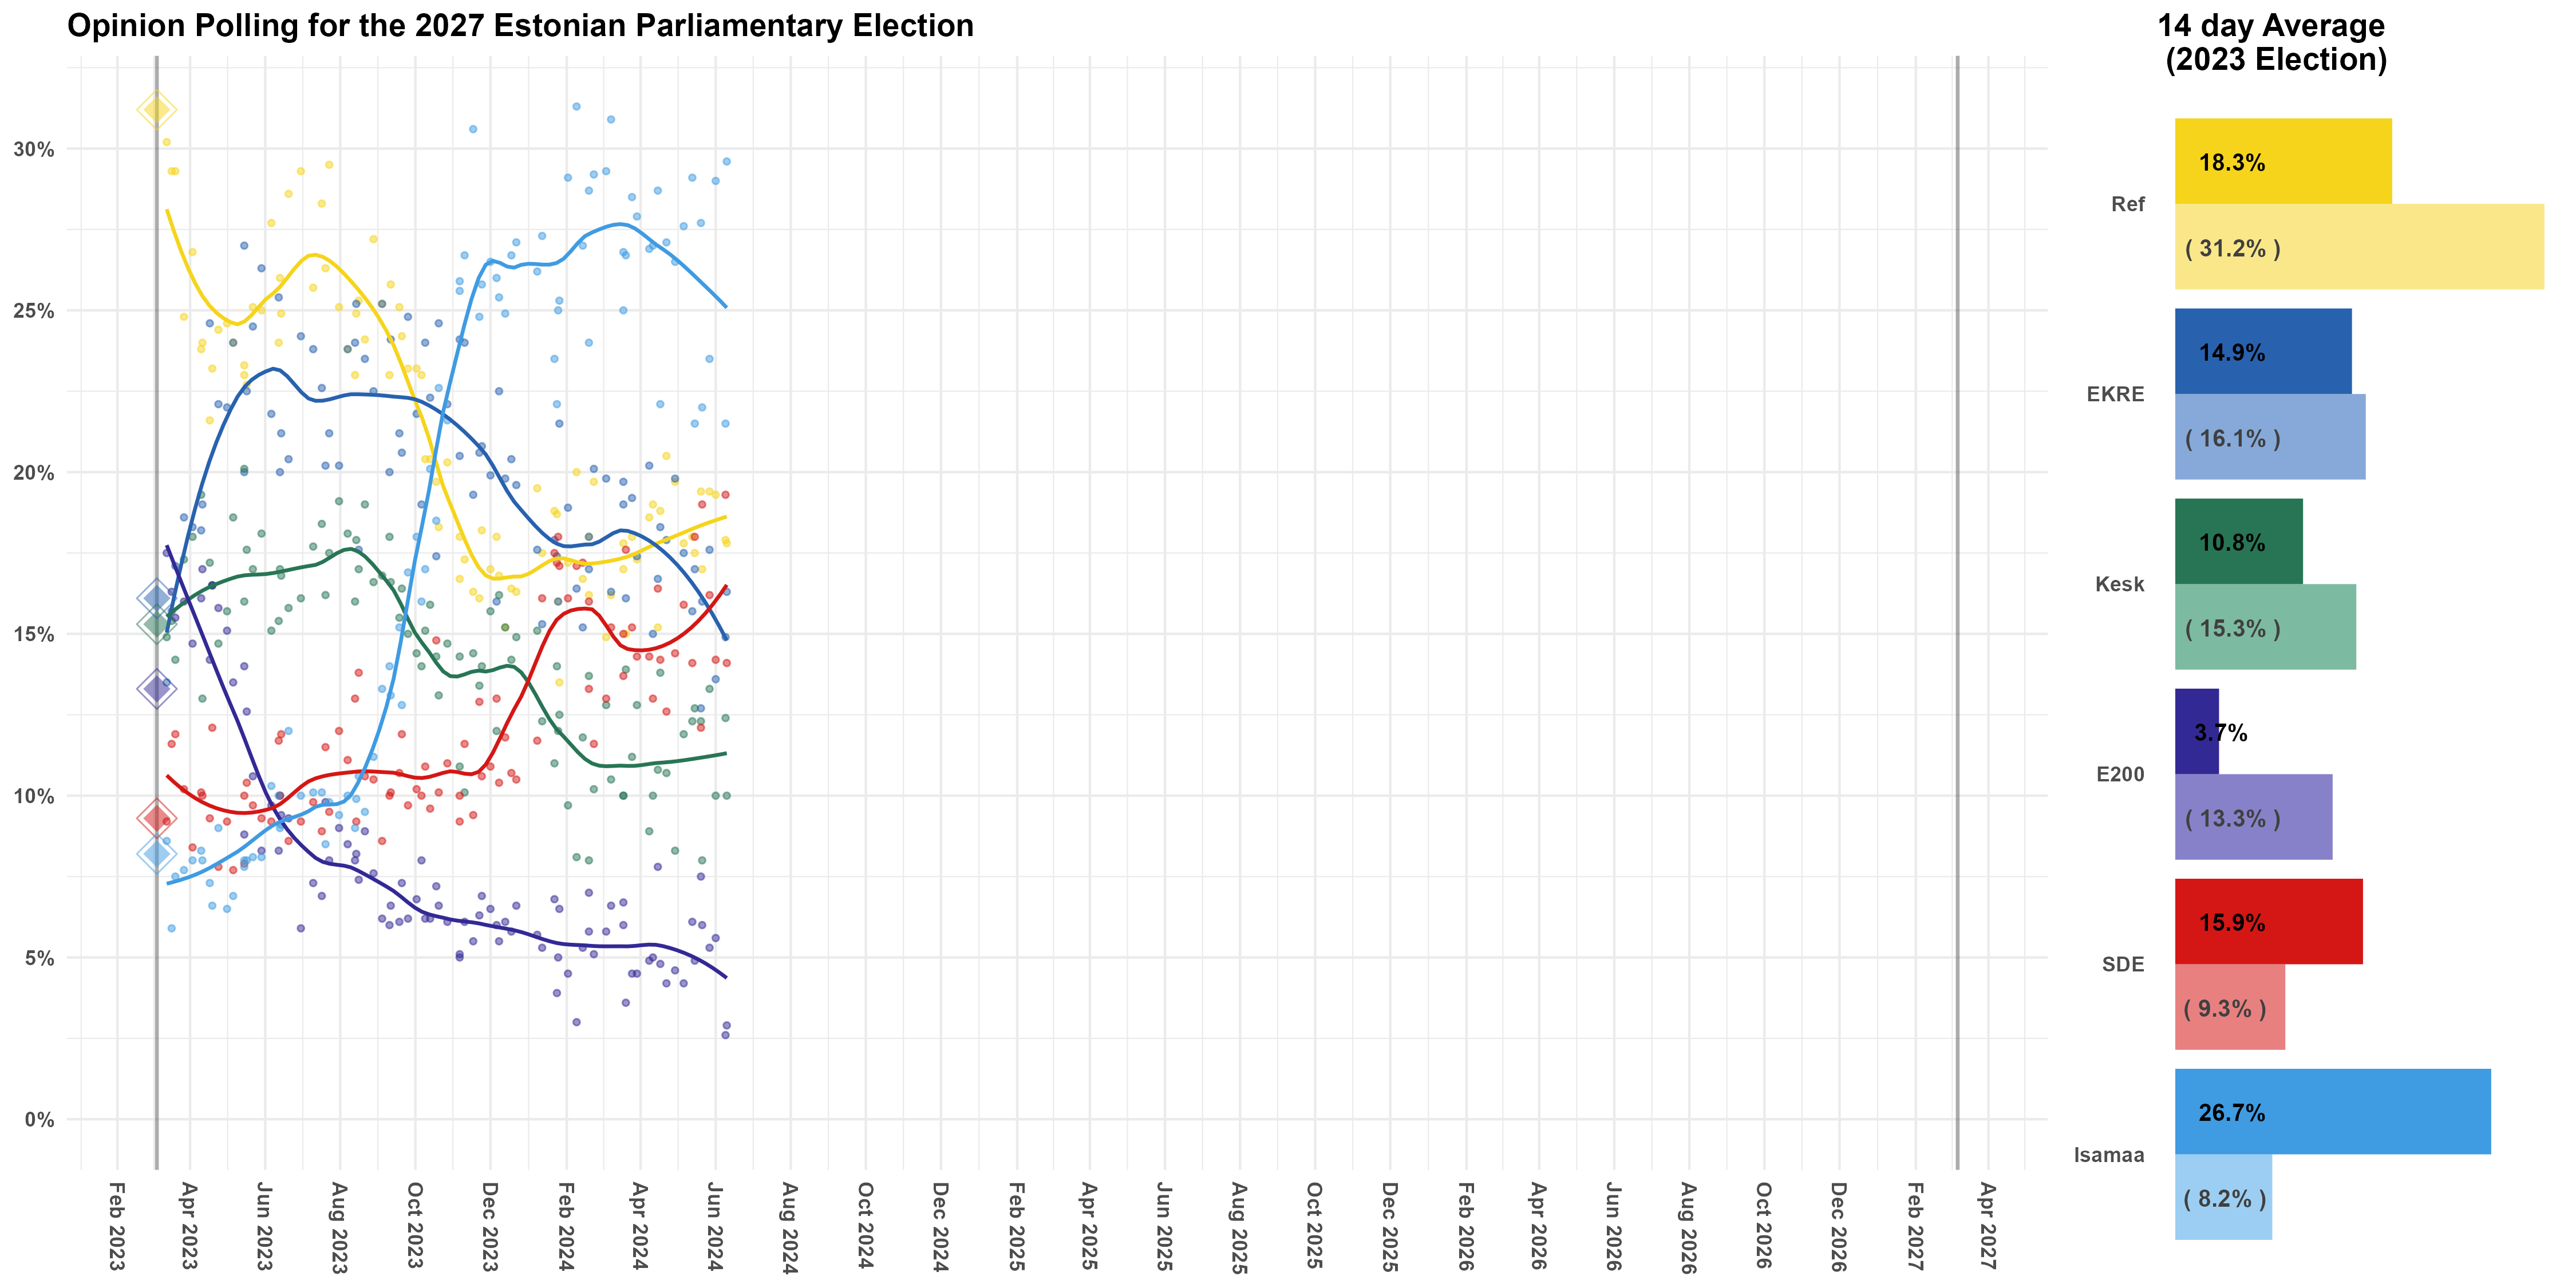 Opinion Polling for the 2027 Estonian Parliamentary Election
30%
25%
20%
15%
10%
5%
0%
Feb 2023
Apr 2023
Jun 2023
Aug 2023
Oct 2023
Dec 2023
Feb 2024
Apr 2024
Jun 2024
Aug 2024
Oct 2024
Dec 2024
Feb 2025
Apr 2025
Jun 2025
Aug 2025
Oct 2025
Dec 2025
Feb 2026
Apr 2026
Jun 2026
Aug 2026
Oct 2026
Dec 2026
Feb 2027
Apr 2027
14 day Average
(2023 Election)
Ref
18.3%
( 31.2% )
EKRE
14.9%
( 16.1% )
Kesk
10.8%
( 15.3% )
E200
3.7%
( 13.3% )
SDE
15.9%
( 9.3% )
Isamaa
26.7%
( 8.2% )